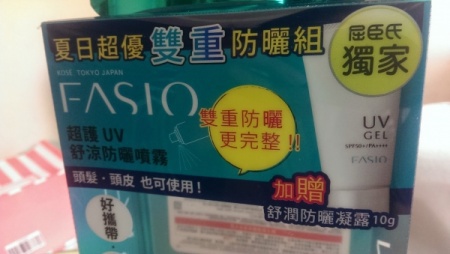 夏日超優雙重防曬組
屈臣氏
獨家
KOSÉ TOKYO JAPAN
FASIO
雙重防曬
更完整!!
UV
GEL
SPF50+/PA++++
FASIO
超護UV
舒涼防曬噴霧
頭髮・頭皮 也可使用!
加贈
舒潤防曬凝露10g
好攜帶・